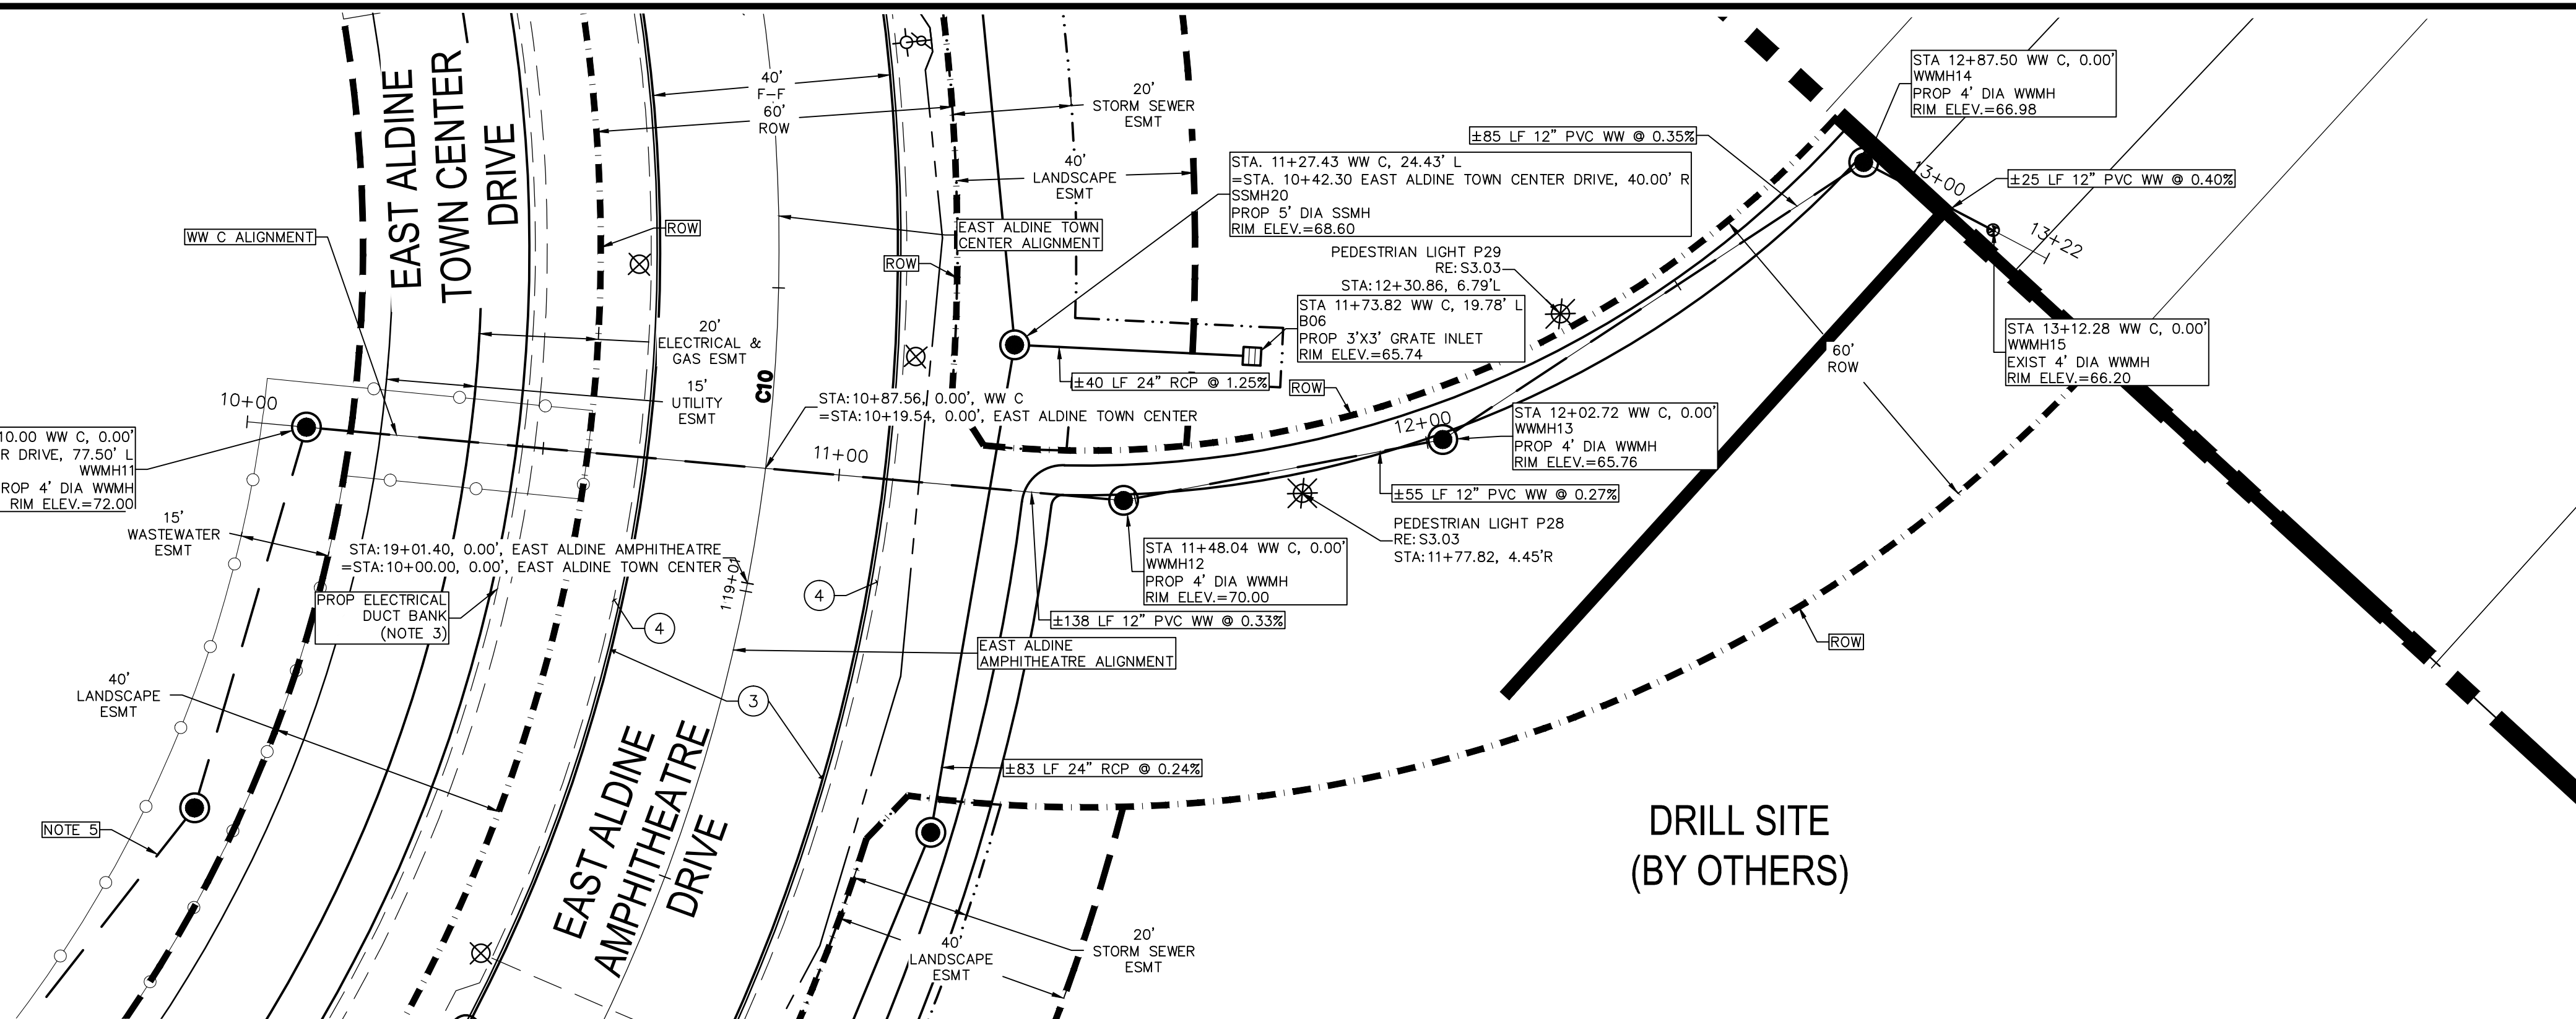 EAST ALDINE
TOWN CENTER
DRIVE
40'
F-F
60'
ROW
20'
STORM SEWER
ESMT
40'
LANDSCAPE
ESMT
STA 12+87.50 WW C, 0.00'
WWMH14
PROP 4' DIA WWMH
RIM ELEV.=66.98
±85 LF 12" PVC WW @ 0.35%
STA. 11+27.43 WW C, 24.43' L
=STA. 10+42.30 EAST ALDINE TOWN CENTER DRIVE, 40.00' R
SSMH20
PROP 5' DIA SSMH
RIM ELEV.=68.60
13+00
±25 LF 12" PVC WW @ 0.40%
13+22
WW C ALIGNMENT
ROW
EAST ALDINE TOWN
CENTER ALIGNMENT
ROW
PEDESTRIAN LIGHT P29
RE: S3.03
STA:12+30.86, 6.79'L
STA 11+73.82 WW C, 19.78' L
B06
PROP 3'X3' GRATE INLET
RIM ELEV.=65.74
20'
ELECTRICAL &
GAS ESMT
15'
UTILITY
ESMT
C10
±40 LF 24" RCP @ 1.25%
ROW
60'
ROW
STA 13+12.28 WW C, 0.00'
WWMH15
EXIST 4' DIA WWMH
RIM ELEV.=66.20
10+00
STA:10+87.56, 0.00', WW C
=STA:10+19.54, 0.00', EAST ALDINE TOWN CENTER
11+00
12+00
STA 12+02.72 WW C, 0.00'
WWMH13
PROP 4' DIA WWMH
RIM ELEV.=65.76
10.00 WW C, 0.00'
R DRIVE, 77.50' L
WWMH11
ROP 4' DIA WWMH
RIM ELEV.=72.00
±55 LF 12" PVC WW @ 0.27%
15'
WASTEWATER
ESMT
PEDESTRIAN LIGHT P28
RE: S3.03
STA:11+77.82, 4.45'R
STA:19+01.40, 0.00', EAST ALDINE AMPHITHEATRE
=STA:10+00.00, 0.00', EAST ALDINE TOWN CENTER
STA 11+48.04 WW C, 0.00'
WWMH12
PROP 4' DIA WWMH
RIM ELEV.=70.00
PROP ELECTRICAL
DUCT BANK
(NOTE 3)
4
4
±138 LF 12" PVC WW @ 0.33%
EAST ALDINE
AMPHITHEATRE ALIGNMENT
ROW
40'
LANDSCAPE
ESMT
3
±83 LF 24" RCP @ 0.24%
NOTE 5
EAST ALDINE
AMPHITHEATRE
DRIVE
DRILL SITE
(BY OTHERS)
40'
LANDSCAPE
ESMT
20'
STORM SEWER
ESMT